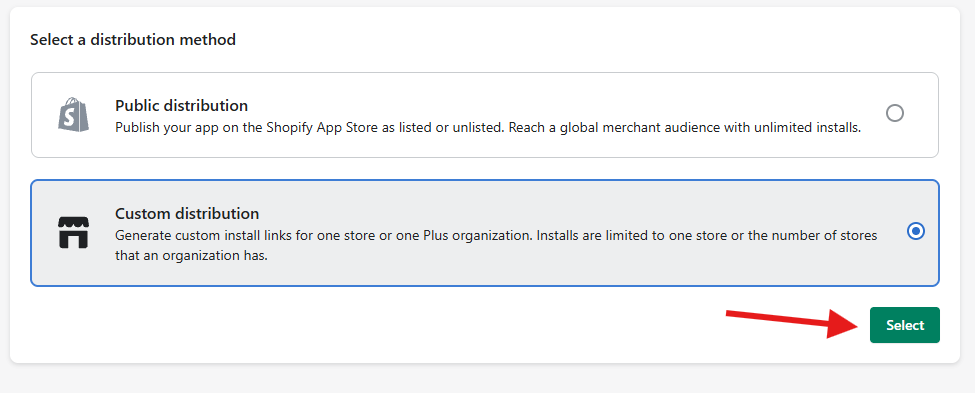 Select a distribution method
Public distribution
Publish your app on the Shopify App Store as listed or unlisted. Reach a global merchant audience with unlimited installs.
Custom distribution
Generate custom install links for one store or one Plus organization. Installs are limited to one store or the number of stores
that an organization has.
Select